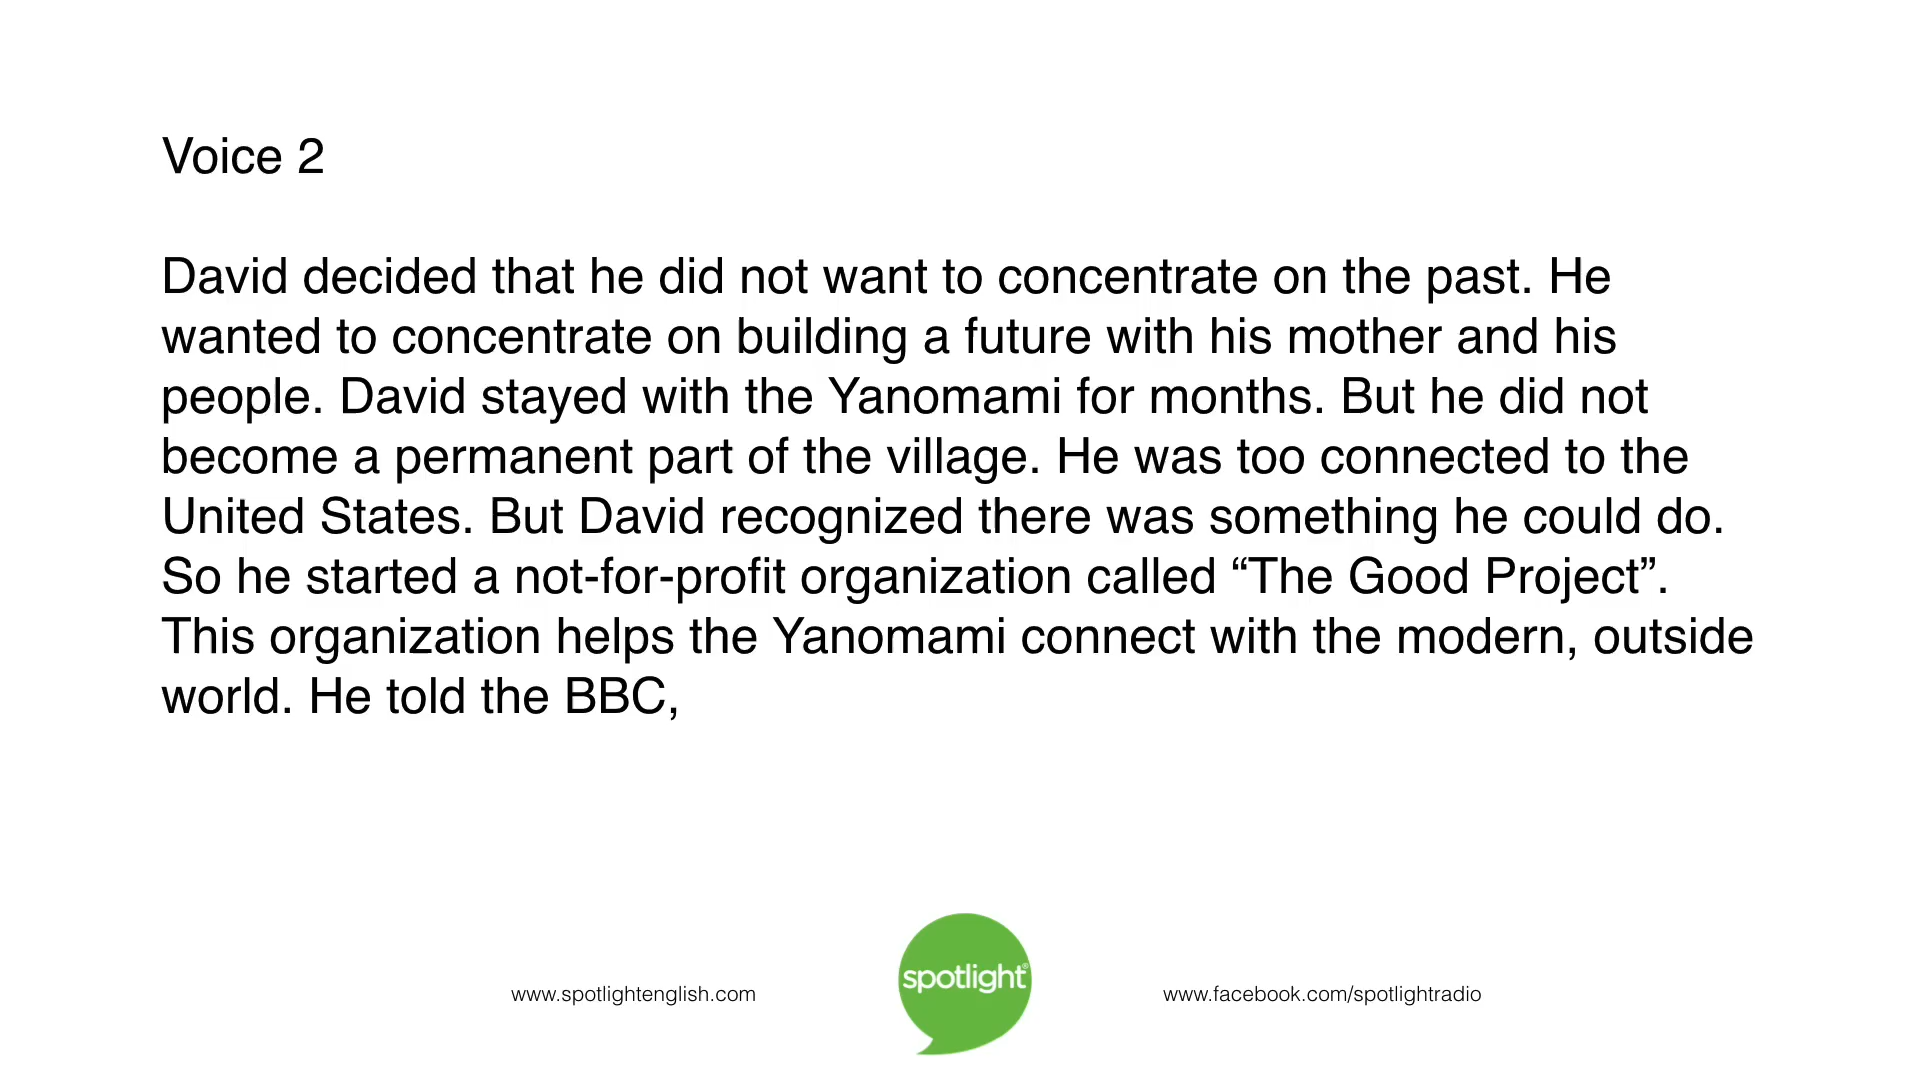 Voice 2
David decided that he did not want to concentrate on the past. He
wanted to concentrate on building a future with his mother and his
people. David stayed with the Yanomami for months. But he did not
become a permanent part of the village. He was too connected to the
United States. But David recognized there was something he could do.
So he started a not-for-profit organization called “The Good Project”.
This organization helps the Yanomami connect with the modern, outside
world. He told the BBC,
www.spotlightenglish.com
spotlight®
www.facebook.com/spotlightradio